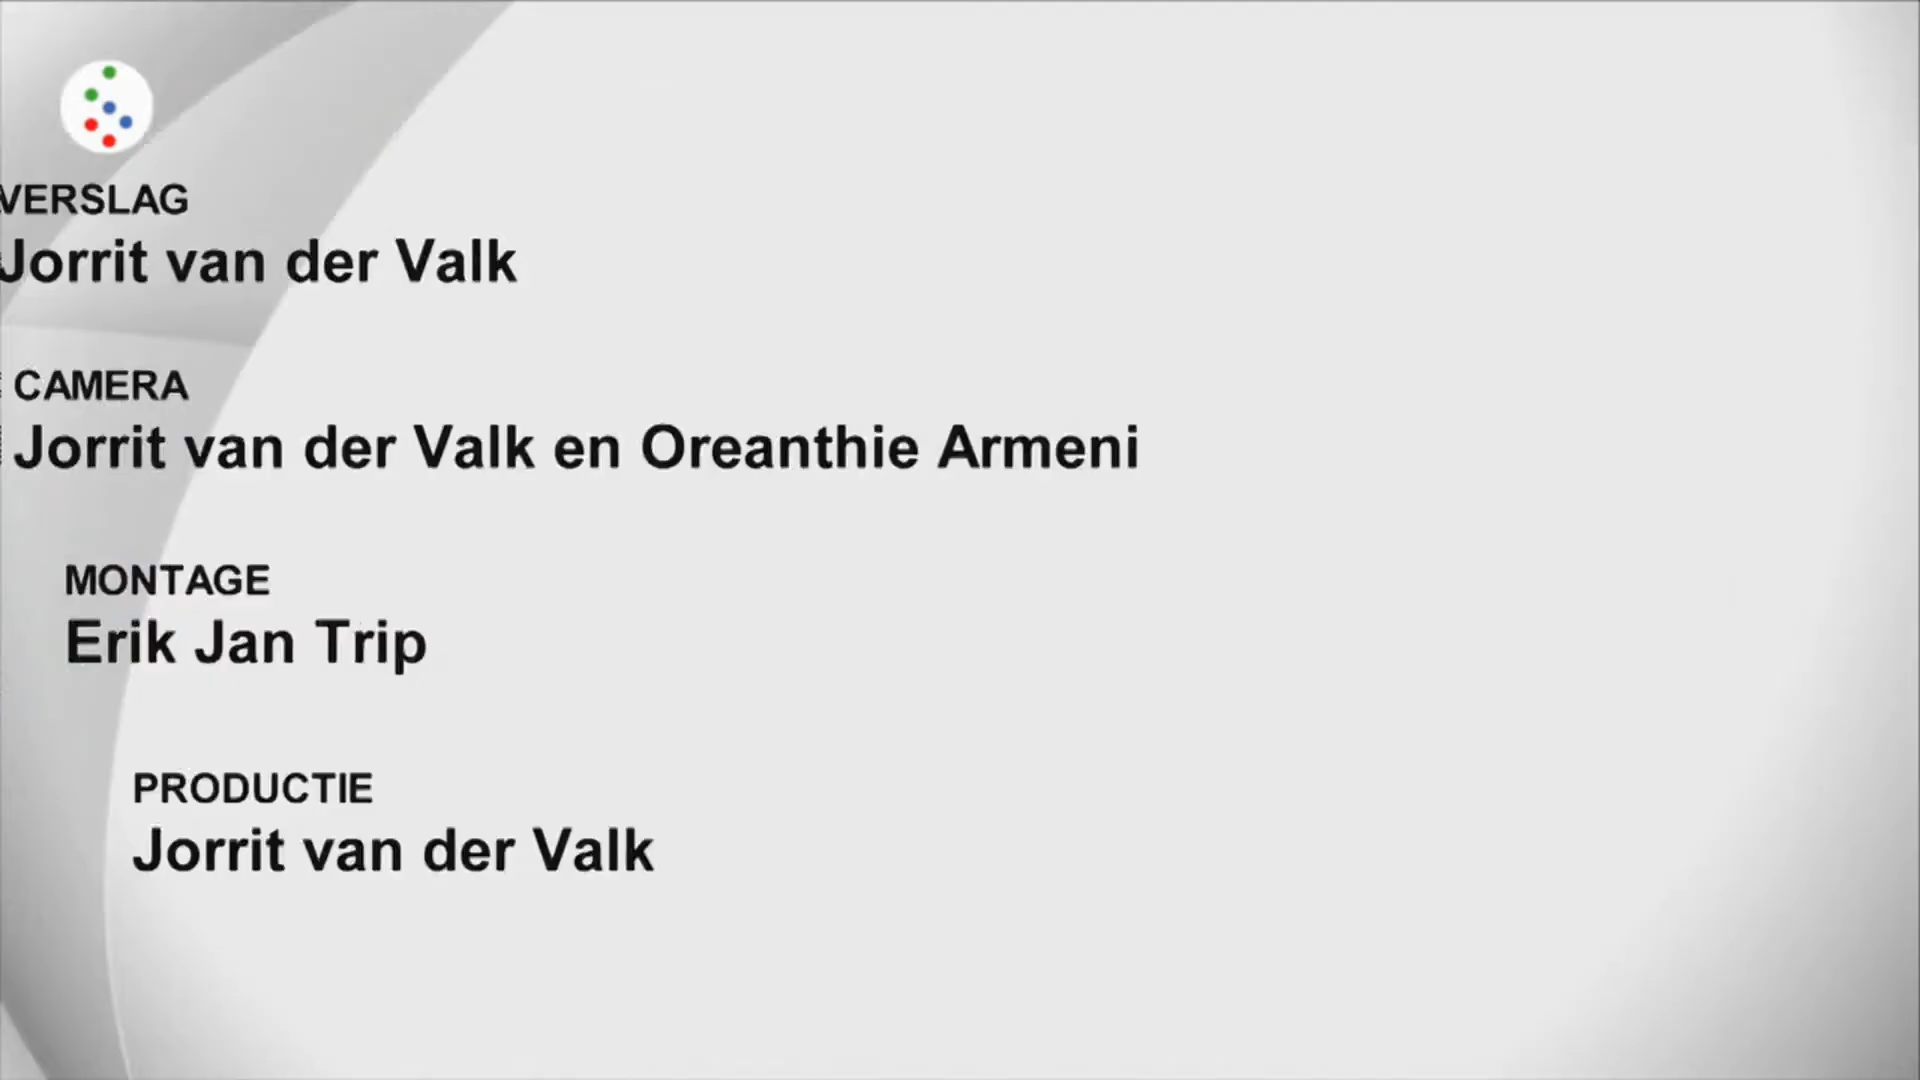 VERSLAG
Jorrit van der Valk
CAMERA
Jorrit van der Valk en Oreanthie Armeni
MONTAGE
Erik Jan Trip
PRODUCTIE
Jorrit van der Valk